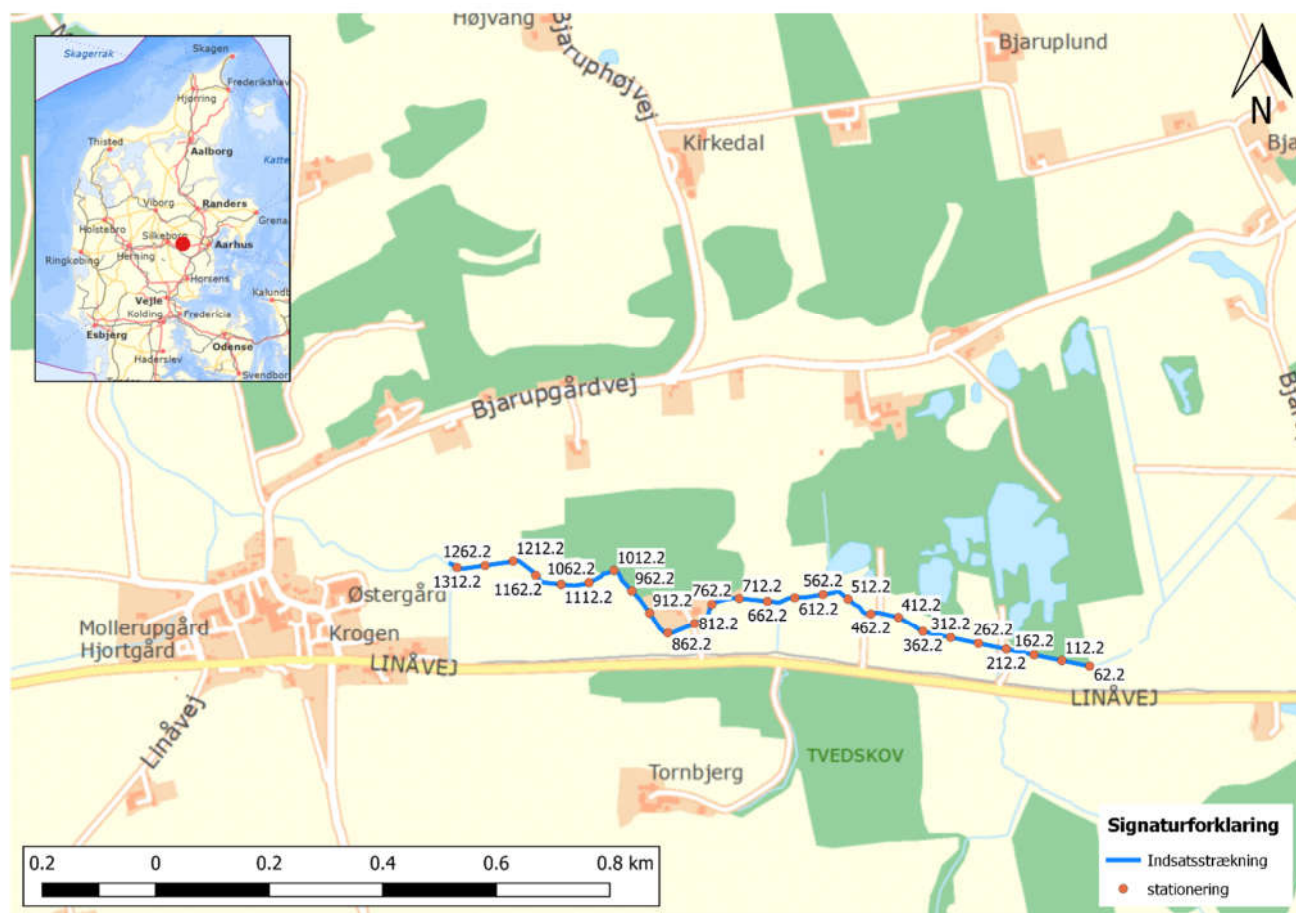 Højvang
Bjaruphøjvej
Bjaruplund
N
Kirkedal
Skagerrak
Skagen
Frederikshav
Hjørring
Thisted
Aalborg
Katte
Viborg
Randers
Grena
Holstebro
Silkeborg
Aarhus
Herning
Ringkøbing
Horsens
Vejle
Kalundb
Kolding
Fredericia
Esbjerg
Odense
Haderslev
Svendbor
Bjarupgårdvej
1262.2
1212.2
1012.2
1312.2
1162.2
1062.2
1112.2
962.2
912.2
862.2
762.2
812.2
712.2
662.2
562.2
612.2
512.2
462.2
412.2
362.2
312.2
262.2
212.2
162.2
112.2
62.2
Østergård
Mollerupgård
Hjortgård
Krogen
LINÅVEJ
LINÅVEJ
Linåvej
Tornbjerg
TVEDSKOV
Signaturforklaring
Indsatsstrækning
stationering
0.2 0 0.2 0.4 0.6 0.8 km